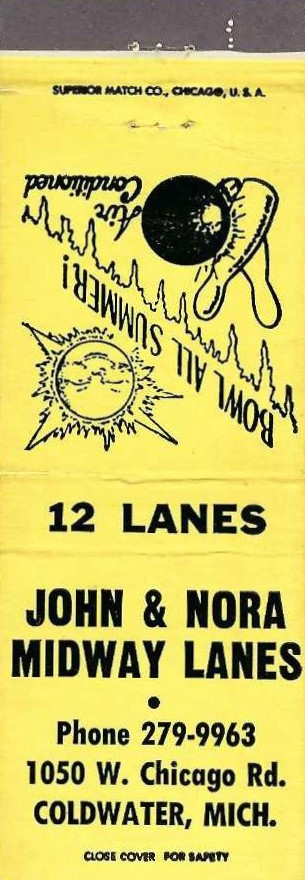 SUPERIOR MATCH CO., CHICAGO, U. S. A.
Air
Conditioned
BOWL ALL SUMMER!
12 LANES
JOHN & NORA
MIDWAY LANES
•
Phone 279-9963
1050 W. Chicago Rd.
COLDWATER, MICH.
CLOSE COVER FOR SAFETY